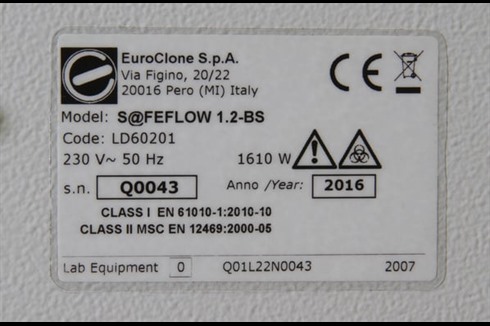 EuroClone S.p.A.
Via Figino, 20/22
20016 Pero (MI) Italy
Model: S@FEFLOW 1.2-BS
Code: LD60201
230 V~ 50 Hz 1610 W
s.n. Q0043 Anno /Year: 2016
CLASS I EN 61010-1:2010-10
CLASS II MSC EN 12469:2000-05
Lab Equipment 0 Q01L22N0043 2007